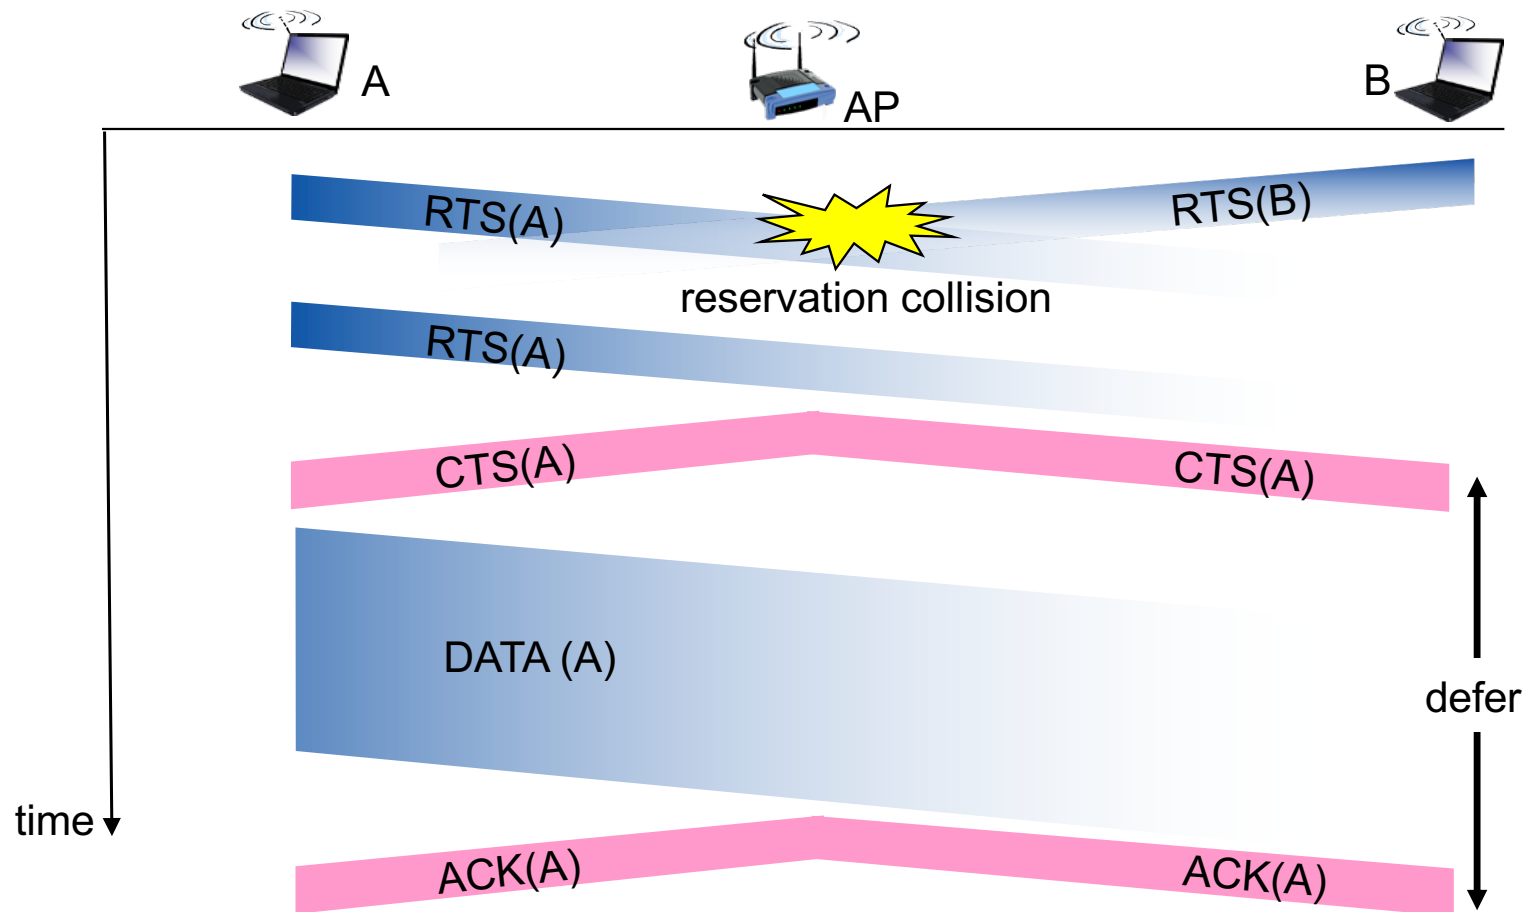 A
AP
B
RTS(A)
RTS(B)
reservation collision
RTS(A)
CTS(A)
CTS(A)
DATA (A)
defer
time
ACK(A)
ACK(A)